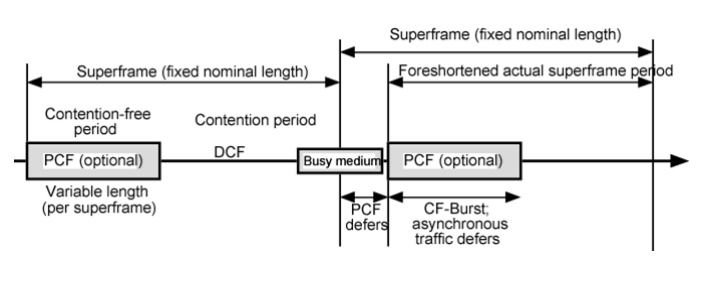 Superframe (fixed nominal length)
Superframe (fixed nominal length)
Foreshortened actual superframe period
Contention-free
period
Contention period
PCF (optional)
DCF
Busy medium
PCF (optional)
Variable length
(per superframe)
PCF
defers
CF-Burst;
asynchronous
traffic defers